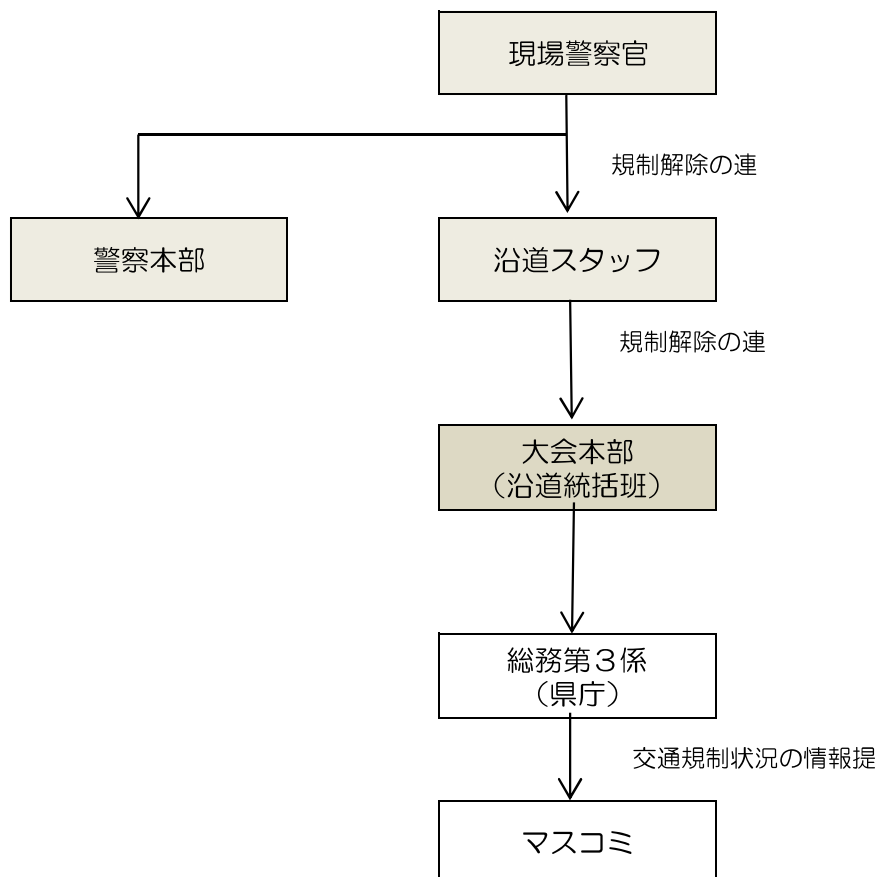 現場警察官
規制解除の連
警察本部
沿道スタッフ
規制解除の連
大会本部
（沿道統括班）
総務第３係
（県庁）
交通規制状況の情報提
マスコミ